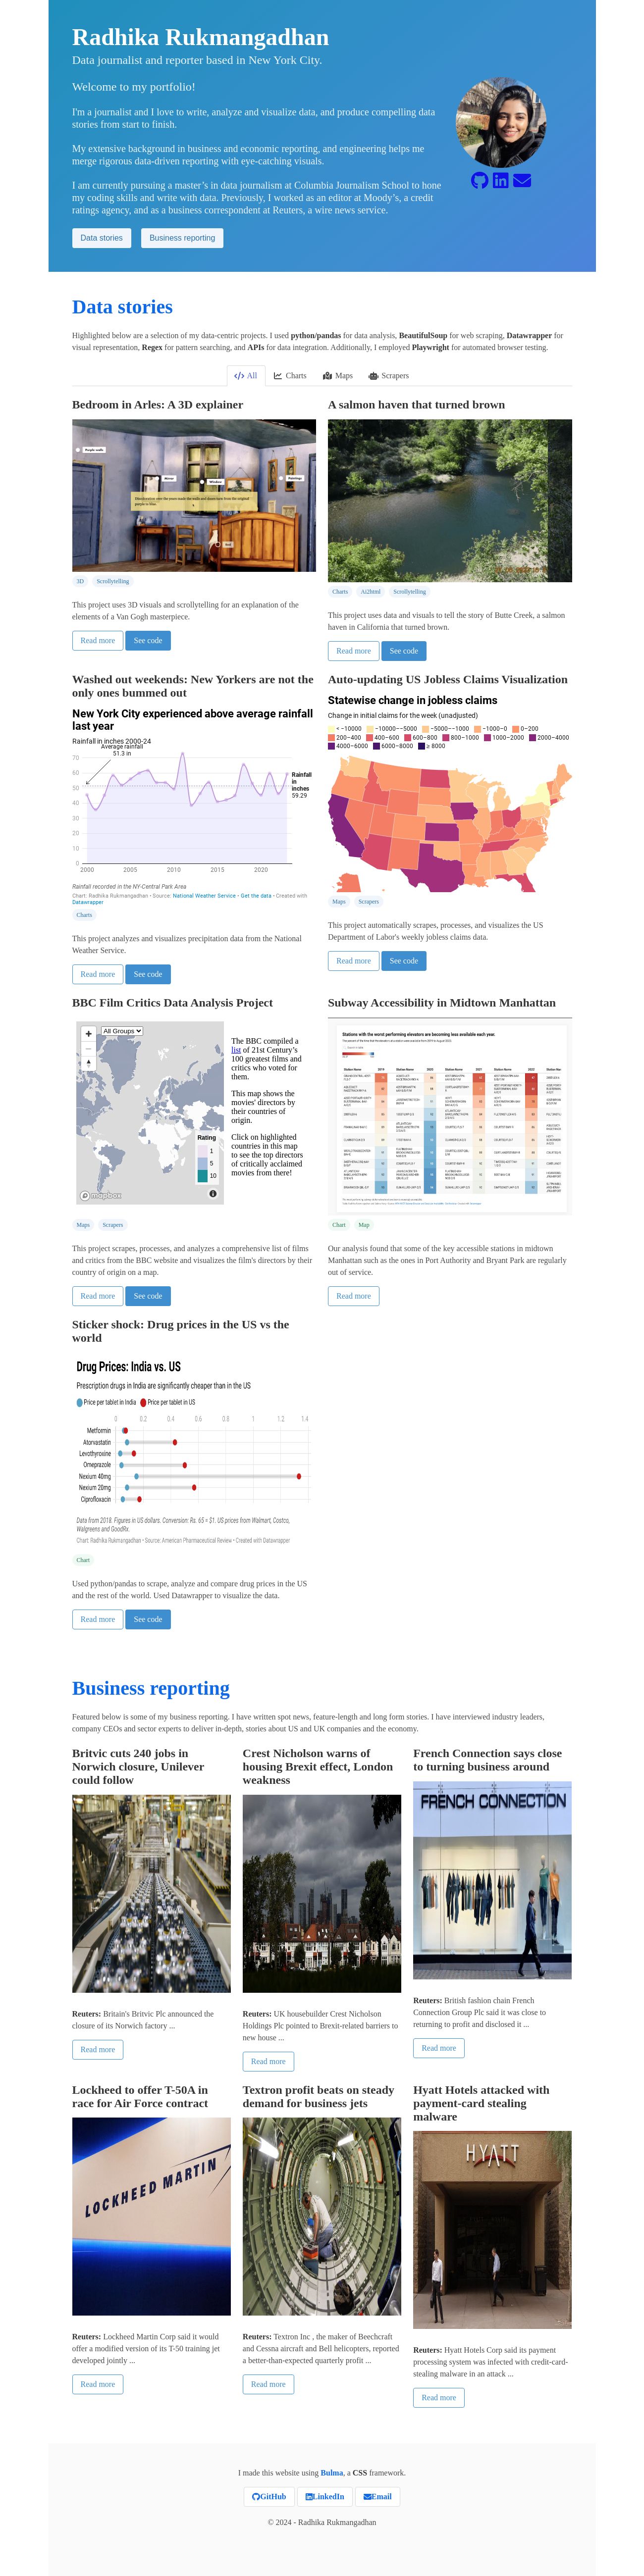 Radhika Rukmangadhan
Data journalist and reporter based in New York City.
Welcome to my portfolio!
I'm a journalist and I love to write, analyze and visualize data, and produce compelling data
stories from start to finish.
My extensive background in business and economic reporting, and engineering helps me
merge rigorous data-driven reporting with eye-catching visuals.
I am currently pursuing a master's in data journalism at Columbia Journalism School to hone
my coding skills and write with data. Previously, I worked as an editor at Moody's, a credit
ratings agency, and as a business correspondent at Reuters, a wire news service.
Data stories
Business reporting
Data stories
Highlighted below are a selection of my data-centric projects. I used python/pandas for data analysis, BeautifulSoup for web scraping, Datawrapper for
visual representation, Regex for pattern searching, and APIs for data integration. Additionally, I employed Playwright for automated browser testing.
All
Charts
Maps
Scrapers
Bedroom in Arles: A 3D explainer
3D
Scrollytelling
This project uses 3D visuals and scrollytelling for an explanation of the
elements of a Van Gogh masterpiece.
Read more
See code
A salmon haven that turned brown
Charts
Ai2html
Scrollytelling
This project uses data and visuals to tell the story of Butte Creek, a salmon
haven in California that turned brown.
Read more
See code
Washed out weekends: New Yorkers are not the
only ones bummed out
New York City experienced above average rainfall
last year
Rainfall in inches 2000-24
Average rainfall
51.3 in
70
60
50
40
30
20
10
0
2000
2005
2010
2015
2020
Rainfall
in
inches
59.29
Rainfall recorded in the NY-Central Park Area
Chart: Radhika Rukmangadhan • Source: National Weather Service • Get the data • Created with
Datawrapper
Charts
This project analyzes and visualizes precipitation data from the National
Weather Service.
Read more
See code
Auto-updating US Jobless Claims Visualization
Statewise change in jobless claims
Change in initial claims for the week (unadjusted)
< −10000
−10000–−5000
−5000–−1000
−1000–0
0–200
200–400
400–600
600–800
800–1000
1000–2000
2000–4000
4000–6000
6000–8000
≥ 8000
Maps
Scrapers
This project automatically scrapes, processes, and visualizes the US
Department of Labor's weekly jobless claims data.
Read more
See code
BBC Film Critics Data Analysis Project
All Groups
Rating
1
5
10
mapbox
The BBC compiled a
list of 21st Century's
100 greatest films and
critics who voted for
them.
This map shows the
movies' directors by
their countries of
origin.
Click on highlighted
countries in this map
to see the top directors
of critically acclaimed
movies from there!
Maps
Scrapers
This project scrapes, processes, and analyzes a comprehensive list of films
and critics from the BBC website and visualizes the film's directors by their
country of origin on a map.
Read more
See code
Subway Accessibility in Midtown Manhattan
Stations with the worst performing elevators are becoming less available each year.
Chart
Map
Our analysis found that some of the key accessible stations in midtown
Manhattan such as the ones in Port Authority and Bryant Park are regularly
out of service.
Read more
Sticker shock: Drug prices in the US vs the
world
Drug Prices: India vs. US
Prescription drugs in India are significantly cheaper than in the US
Price per tablet in India
Price per tablet in US
0
0.2
0.4
0.6
0.8
1
1.2
1.4
Metformin
Atorvastatin
Levothyroxine
Omeprazole
Nexium 40mg
Nexium 20mg
Ciprofloxacin
Data from 2018. Figures in US dollars. Conversion: Rs. 65 = $1. US prices from Walmart, Costco,
Walgreens and GoodRx.
Chart: Radhika Rukmangadhan • Source: American Pharmaceutical Review • Created with Datawrapper
Chart
Used python/pandas to scrape, analyze and compare drug prices in the US
and the rest of the world. Used Datawrapper to visualize the data.
Read more
See code
Business reporting
Featured below is some of my business reporting. I have written spot news, feature-length and long form stories. I have interviewed industry leaders,
company CEOs and sector experts to deliver in-depth, stories about US and UK companies and the economy.
Britvic cuts 240 jobs in
Norwich closure, Unilever
could follow
Reuters: Britain's Britvic Plc announced the
closure of its Norwich factory ...
Read more
Crest Nicholson warns of
housing Brexit effect, London
weakness
Reuters: UK housebuilder Crest Nicholson
Holdings Plc pointed to Brexit-related barriers to
new house ...
Read more
French Connection says close
to turning business around
FRENCH CONNECTION
Reuters: British fashion chain French
Connection Group Plc said it was close to
returning to profit and disclosed it ...
Read more
Lockheed to offer T-50A in
race for Air Force contract
LOCKHEED MARTIN
Reuters: Lockheed Martin Corp said it would
offer a modified version of its T-50 training jet
developed jointly ...
Read more
Textron profit beats on steady
demand for business jets
Reuters: Textron Inc , the maker of Beechcraft
and Cessna aircraft and Bell helicopters, reported
a better-than-expected quarterly profit ...
Read more
Hyatt Hotels attacked with
payment-card stealing
malware
HYATT
Reuters: Hyatt Hotels Corp said its payment
processing system was infected with credit-card-
stealing malware in an attack ...
Read more
I made this website using Bulma, a CSS framework.
GitHub
LinkedIn
Email
© 2024 - Radhika Rukmangadhan